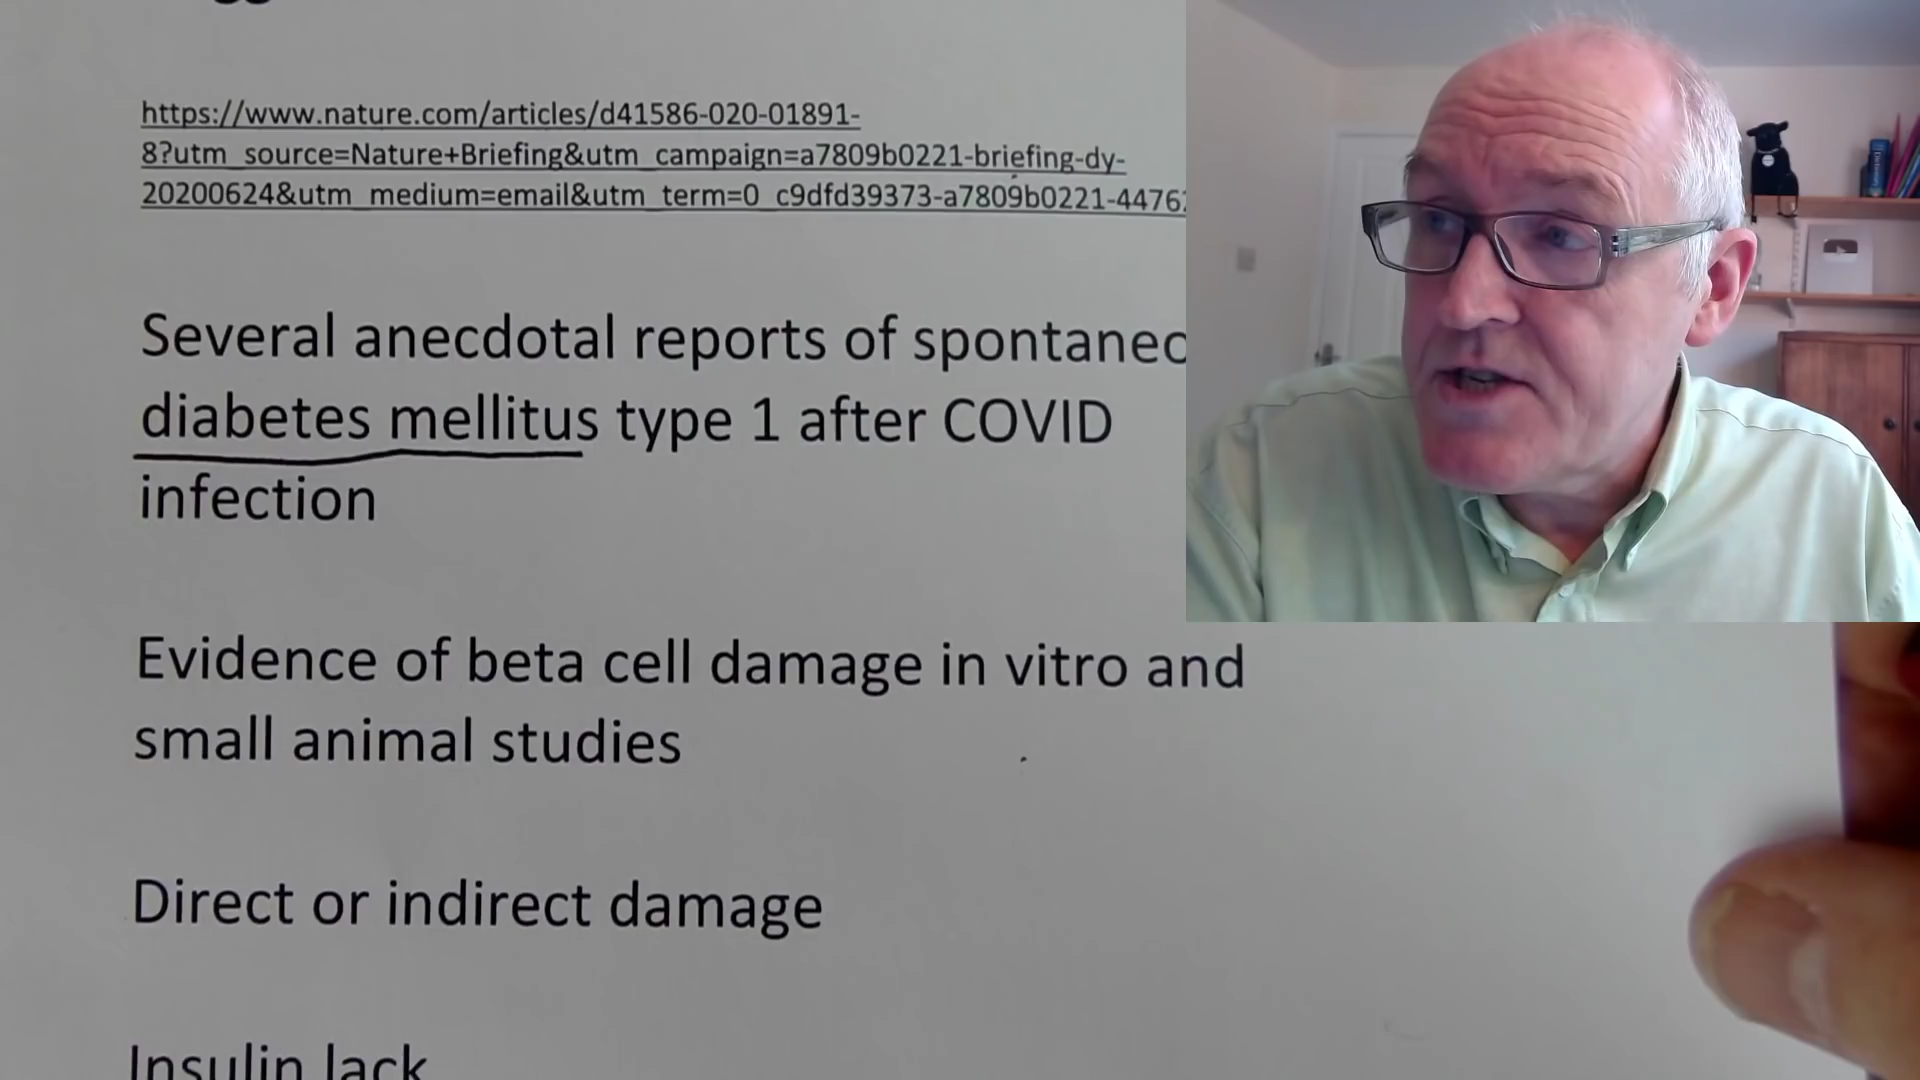 https://www.nature.com/articles/d41586-020-01891-
8?utm_source=Nature+Briefing&utm_campaign=a7809b0221-briefing-dy-
20200624&utm_medium=email&utm_term=0_c9dfd39373-a7809b0221-4476
Several anecdotal reports of spontaneo
diabetes mellitus type 1 after COVID
infection
Evidence of beta cell damage in vitro and
small animal studies
Direct or indirect damage
Insulin lack